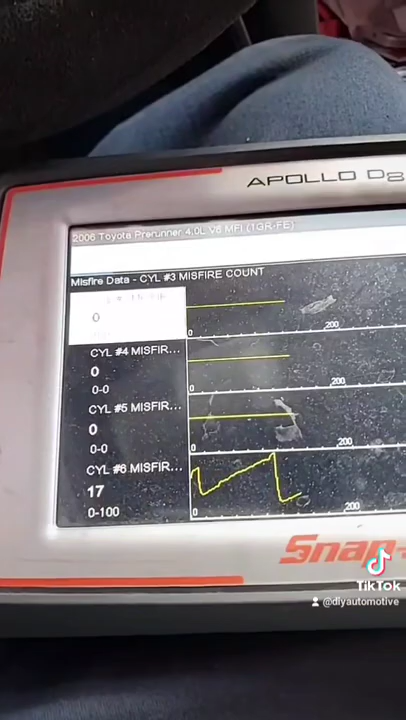 APOLLO D8
2006 Toyota Prerunner 4.0L V6 MFI (1GR-FE)
Misfire Data - CYL #3 MISFIRE COUNT
0
0
200
CYL #4 MISFIR...
0
0-0
0
200
CYL #5 MISFIR...
0
0-0
0
200
CYL #6 MISFIR...
17
0-100
0
200
Snap-
TikTok
@diyautomotive